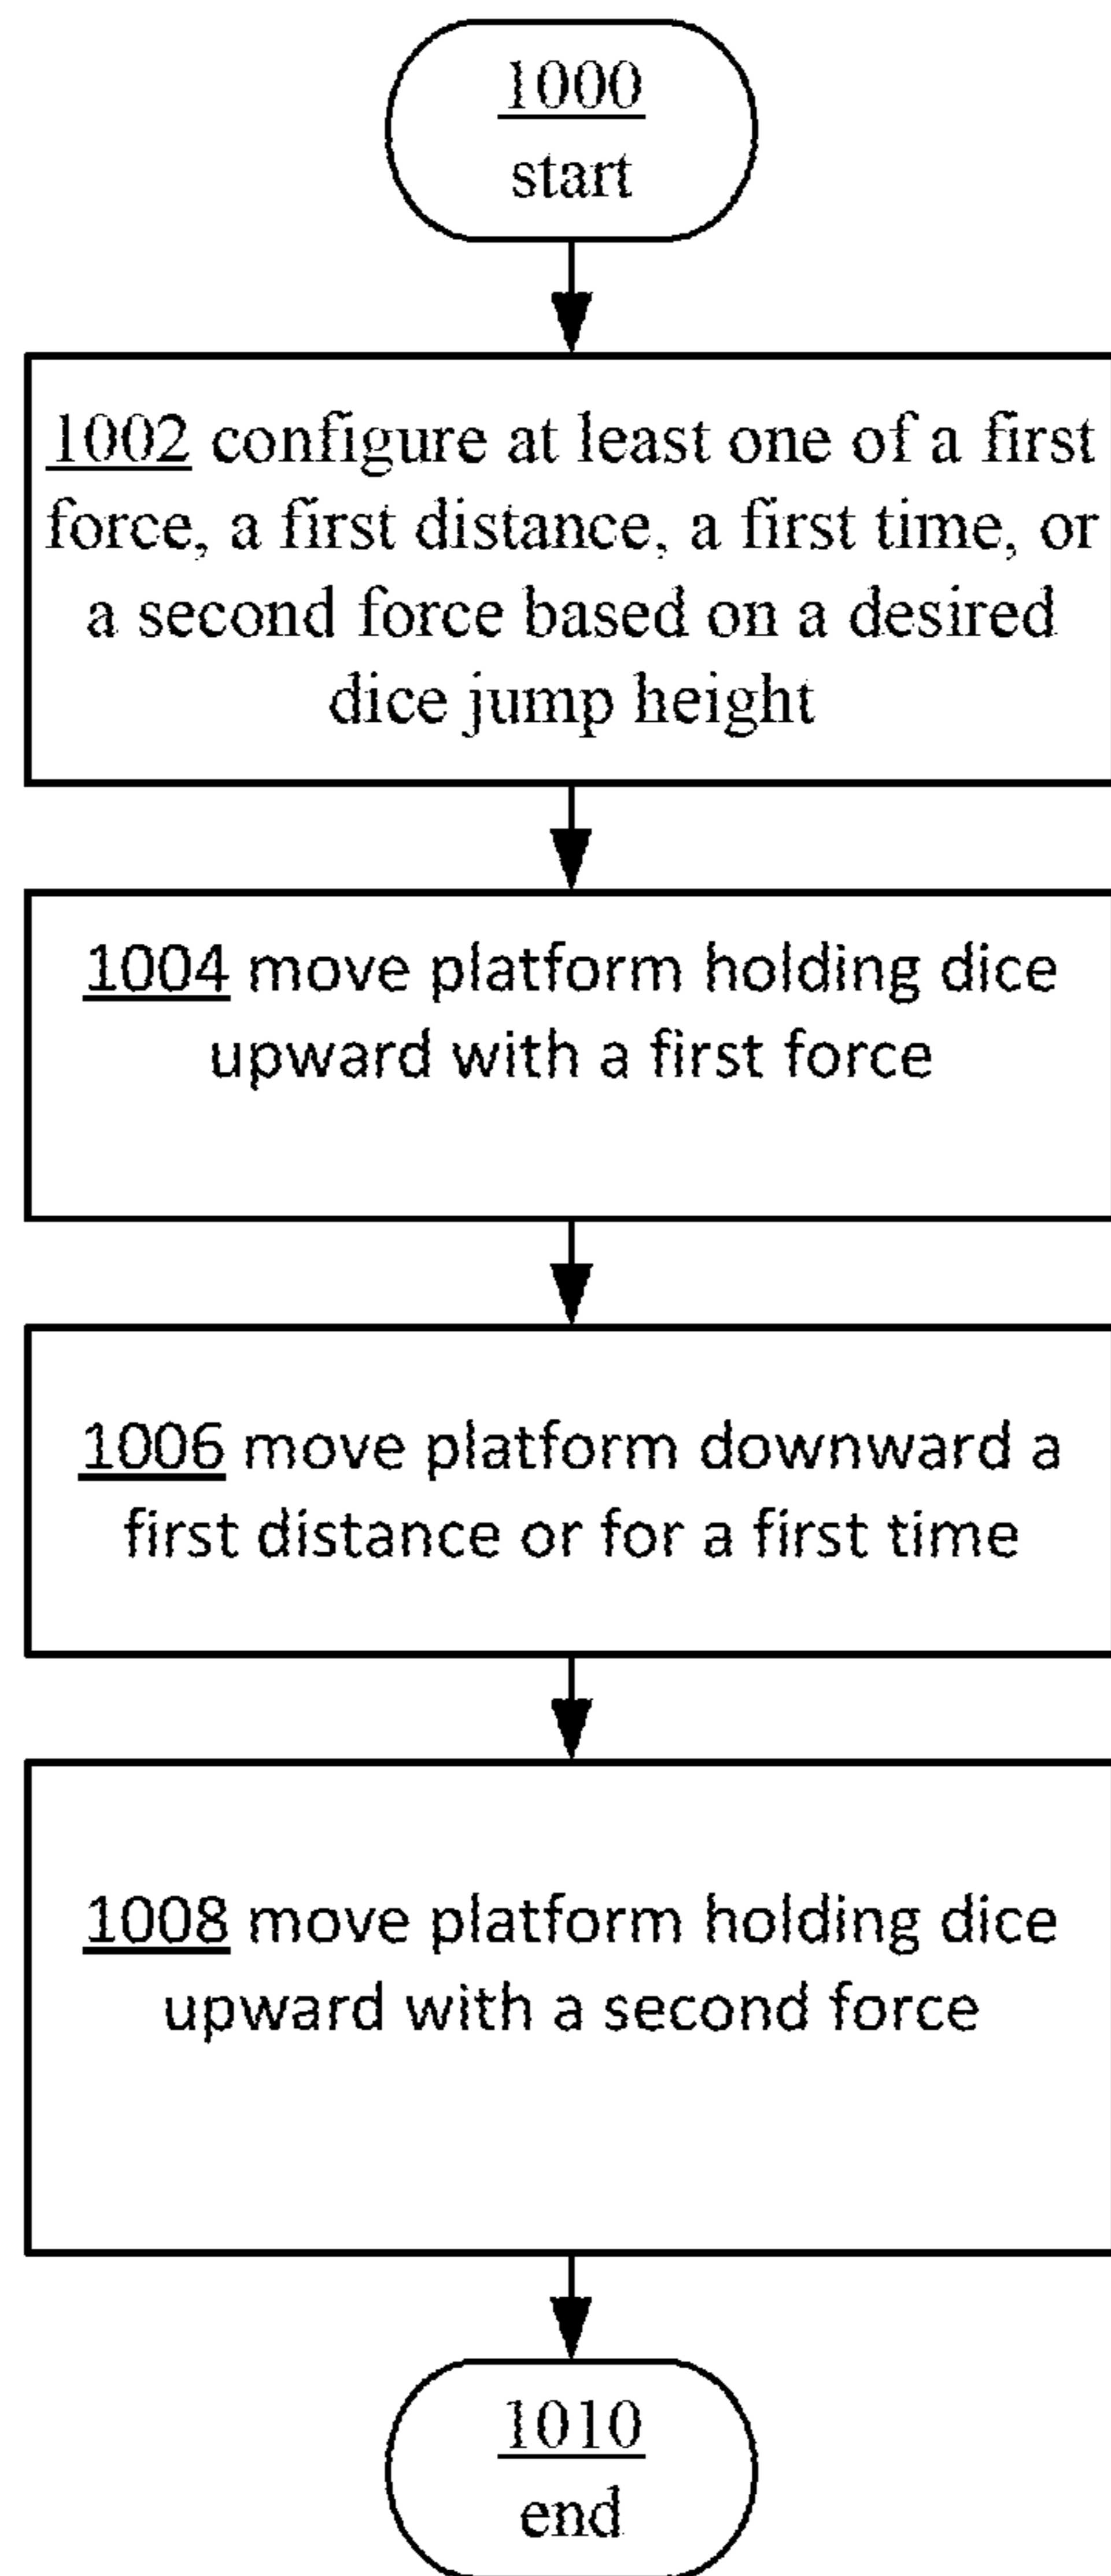 1000
start
1002 configure at least one of a first
force, a first distance, a first time, or
a second force based on a desired
dice jump height
1004 move platform holding dice
upward with a first force
1006 move platform downward a
first distance or for a first time
1008 move platform holding dice
upward with a second force
1010
end